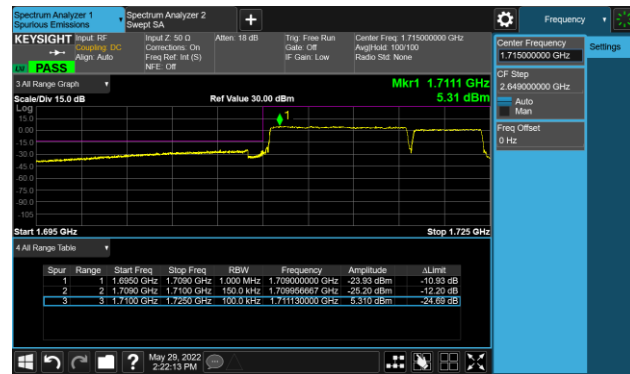 Spectrum Analyzer 1
Spurious Emissions
Spectrum Analyzer 2
Swept SA
+
Frequency
KEYSIGHT
Input: RF
Coupling: DC
Align: Auto
Input Z: 50 Ω
Corrections: On
Freq Ref: Int (S)
NFE: Off
Atten: 18 dB
Trig: Free Run
Gate: Off
IF Gain: Low
Center Freq: 1.715000000 GHz
Avg|Hold: 100/100
Radio Std: None
LM PASS
Center Frequency
1.715000000 GHz
Settings
CF Step
2.649000000 GHz
Auto
Man
Freq Offset
0 Hz
3 All Range Graph
Mkr1 1.7111 GHz
Scale/Div 15.0 dB
Ref Value 30.00 dBm
5.31 dBm
Log
15.0
0.00
-15.0
-30.0
-45.0
-60.0
-75.0
-90.0
-105
1
Start 1.695 GHz
Stop 1.725 GHz
4 All Range Table
Spur Range Start Freq Stop Freq RBW Frequency Amplitude ΔLimit
1 1 1.6950 GHz 1.7090 GHz 1.000 MHz 1.709000000 GHz -23.93 dBm -10.93 dB
2 2 1.7090 GHz 1.7100 GHz 150.0 kHz 1.709956667 GHz -25.20 dBm -12.20 dB
3 3 1.7100 GHz 1.7250 GHz 100.0 kHz 1.711130000 GHz 5.310 dBm -24.69 dB
?
May 29, 2022
2:22:13 PM